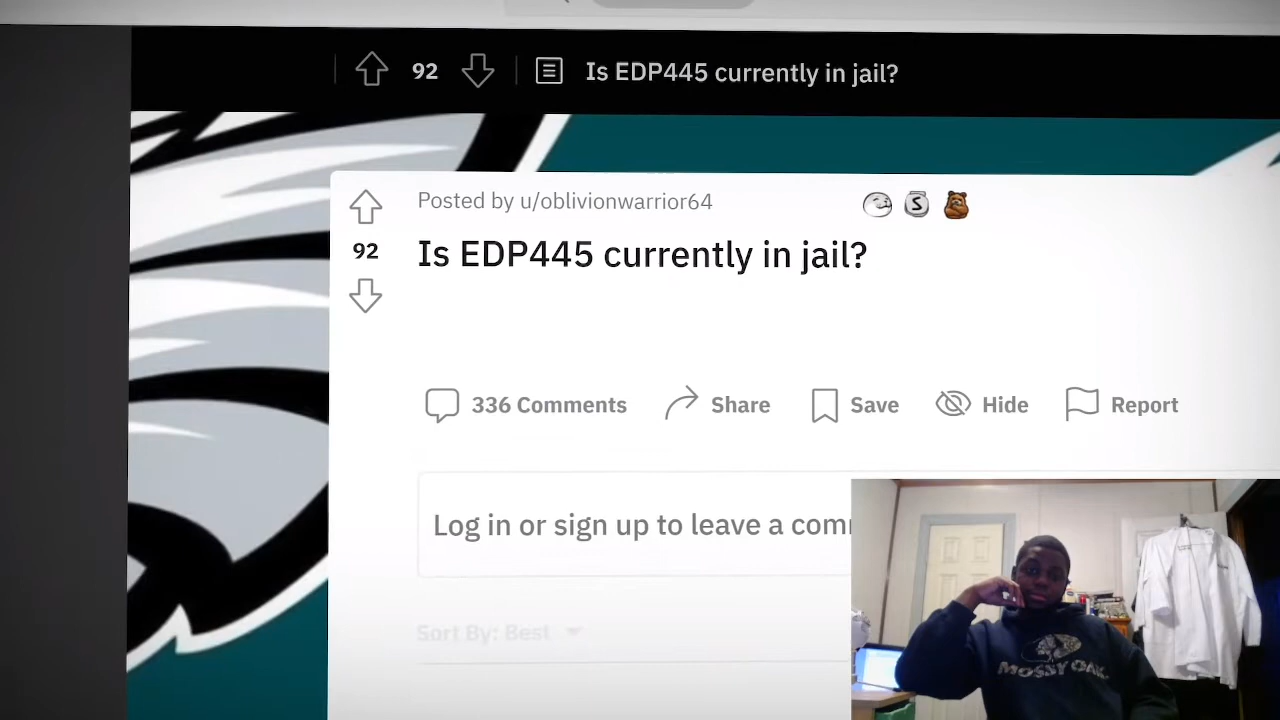 92
Is EDP445 currently in jail?
Posted by u/oblivionwarrior64
92
Is EDP445 currently in jail?
336 Comments Share Save Hide Report
Log in or sign up to leave a com
Sort By: Best
MOSSY OAK